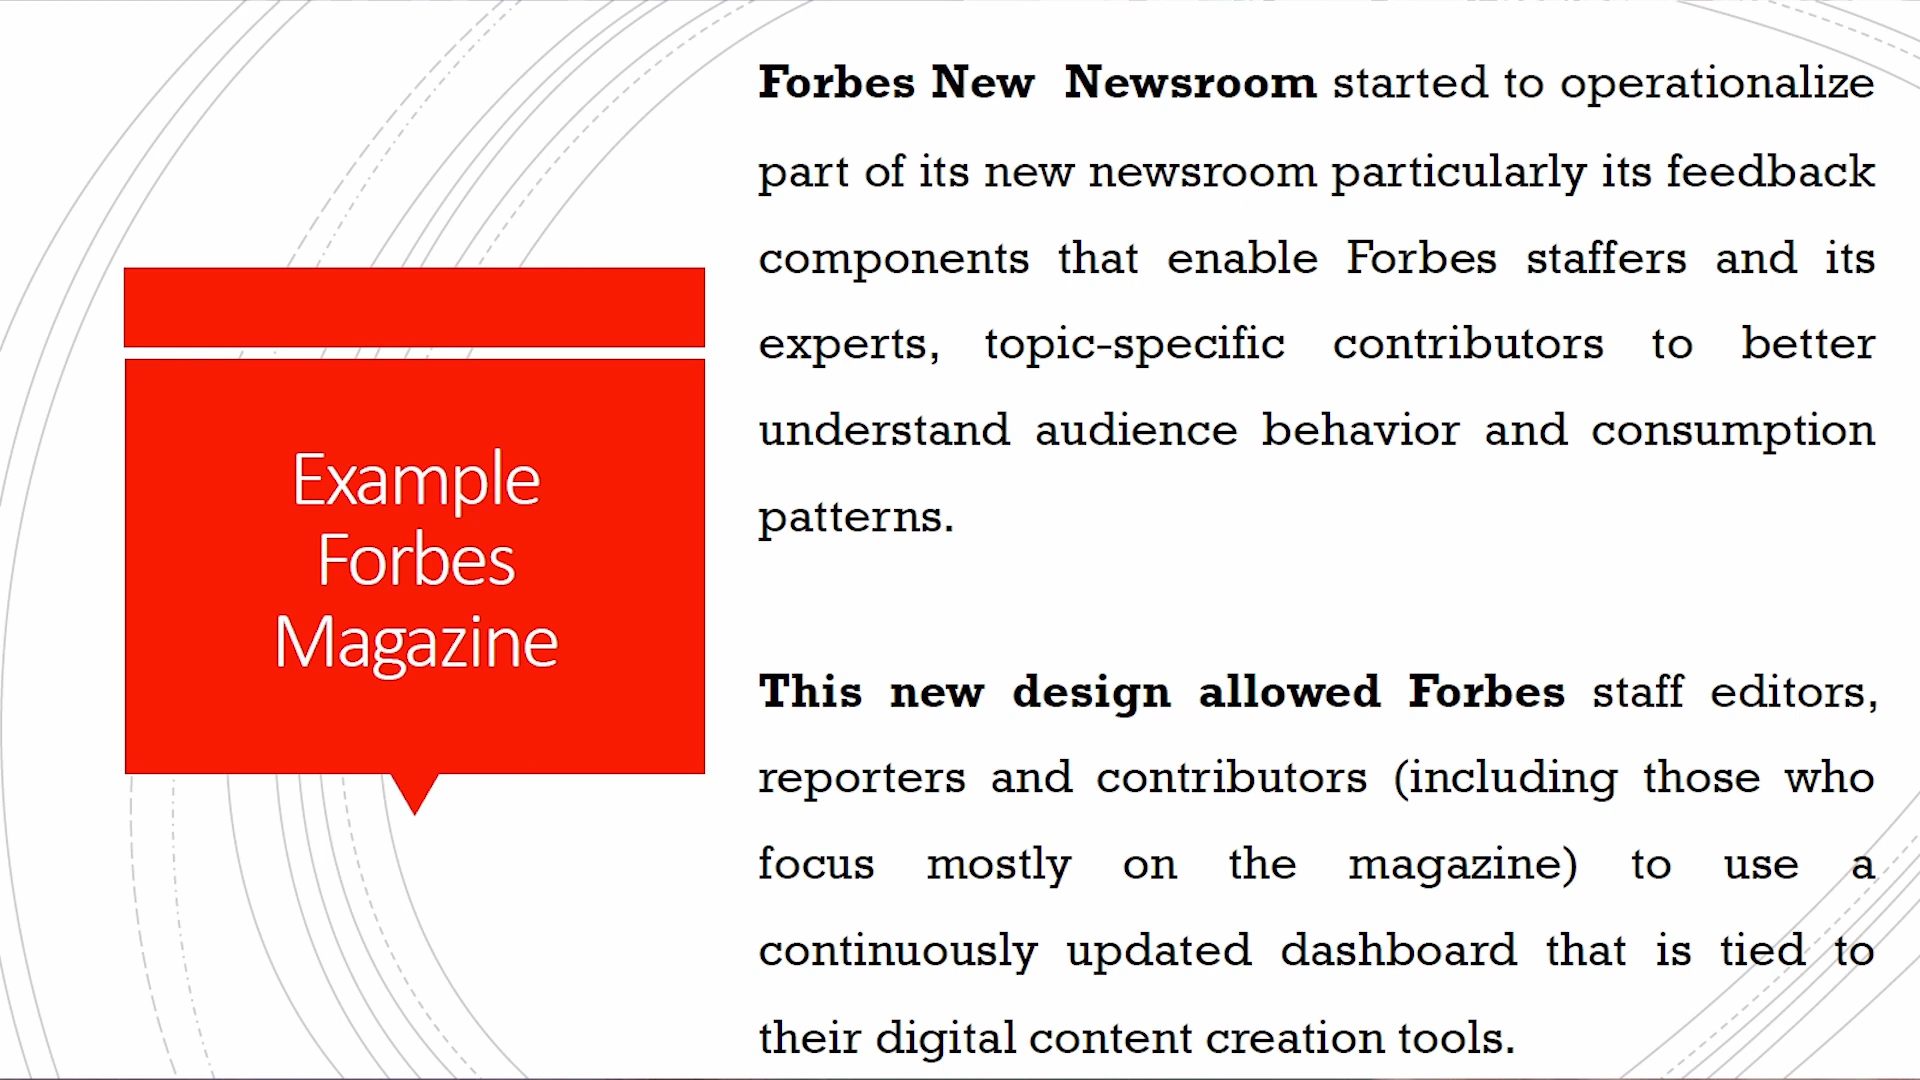 Example
Forbes
Magazine
Forbes New Newsroom started to operationalize
part of its new newsroom particularly its feedback
components that enable Forbes staffers and its
experts, topic-specific contributors to better
understand audience behavior and consumption
patterns.
This new design allowed Forbes staff editors,
reporters and contributors (including those who
focus mostly on the magazine) to use a
continuously updated dashboard that is tied to
their digital content creation tools.